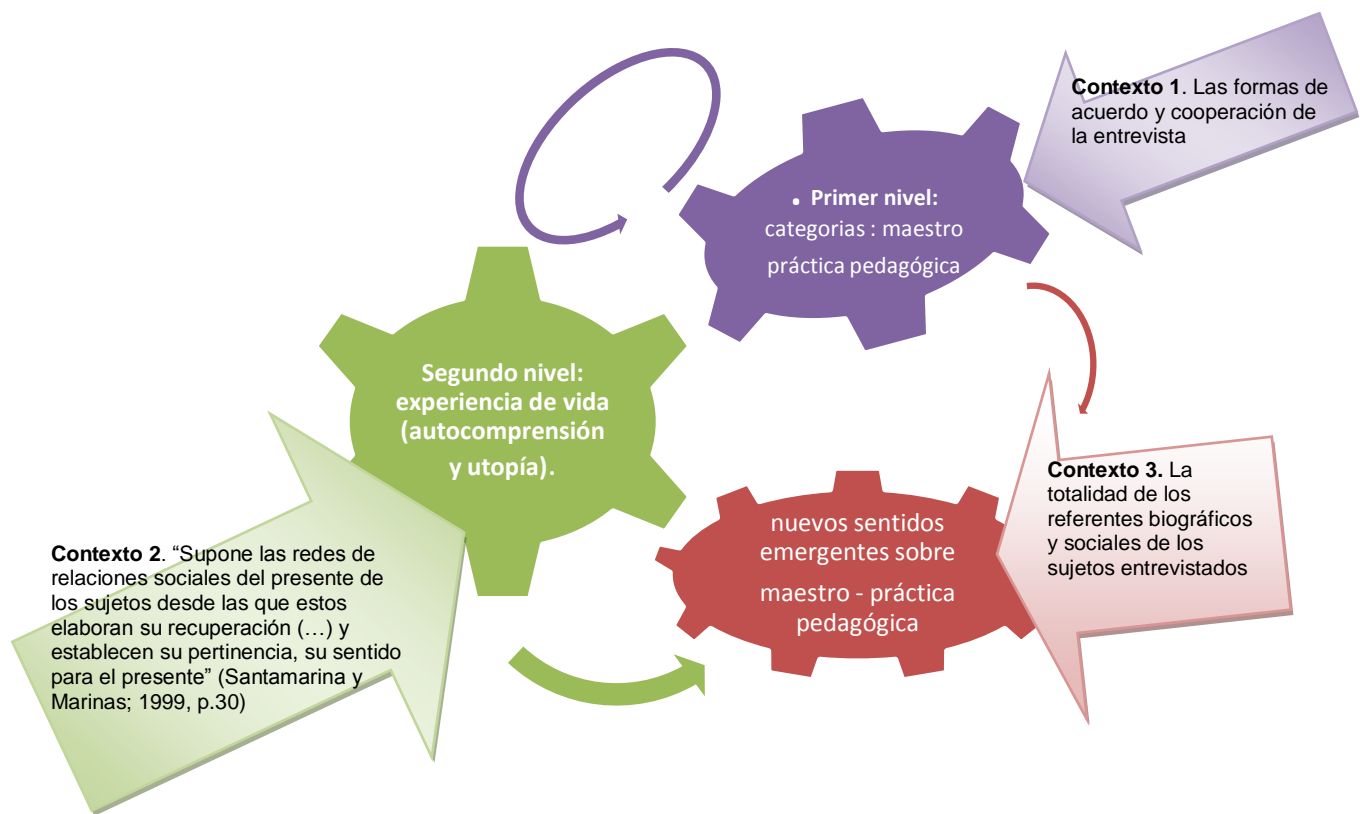 Contexto 1. Las formas de
acuerdo y cooperación de
la entrevista
. Primer nivel:
categorias : maestro
práctica pedagógica
Segundo nivel:
experiencia de vida
(autocomprensión
y utopía).
Contexto 2. “Supone las redes de
relaciones sociales del presente de
los sujetos desde las que estos
elaboran su recuperación (…) y
establecen su pertinencia, su sentido
para el presente” (Santamarina y
Marinas; 1999, p.30)
nuevos sentidos
emergentes sobre
maestro - práctica
pedagógica
Contexto 3. La
totalidad de los
referentes biográficos
y sociales de los
sujetos entrevistados